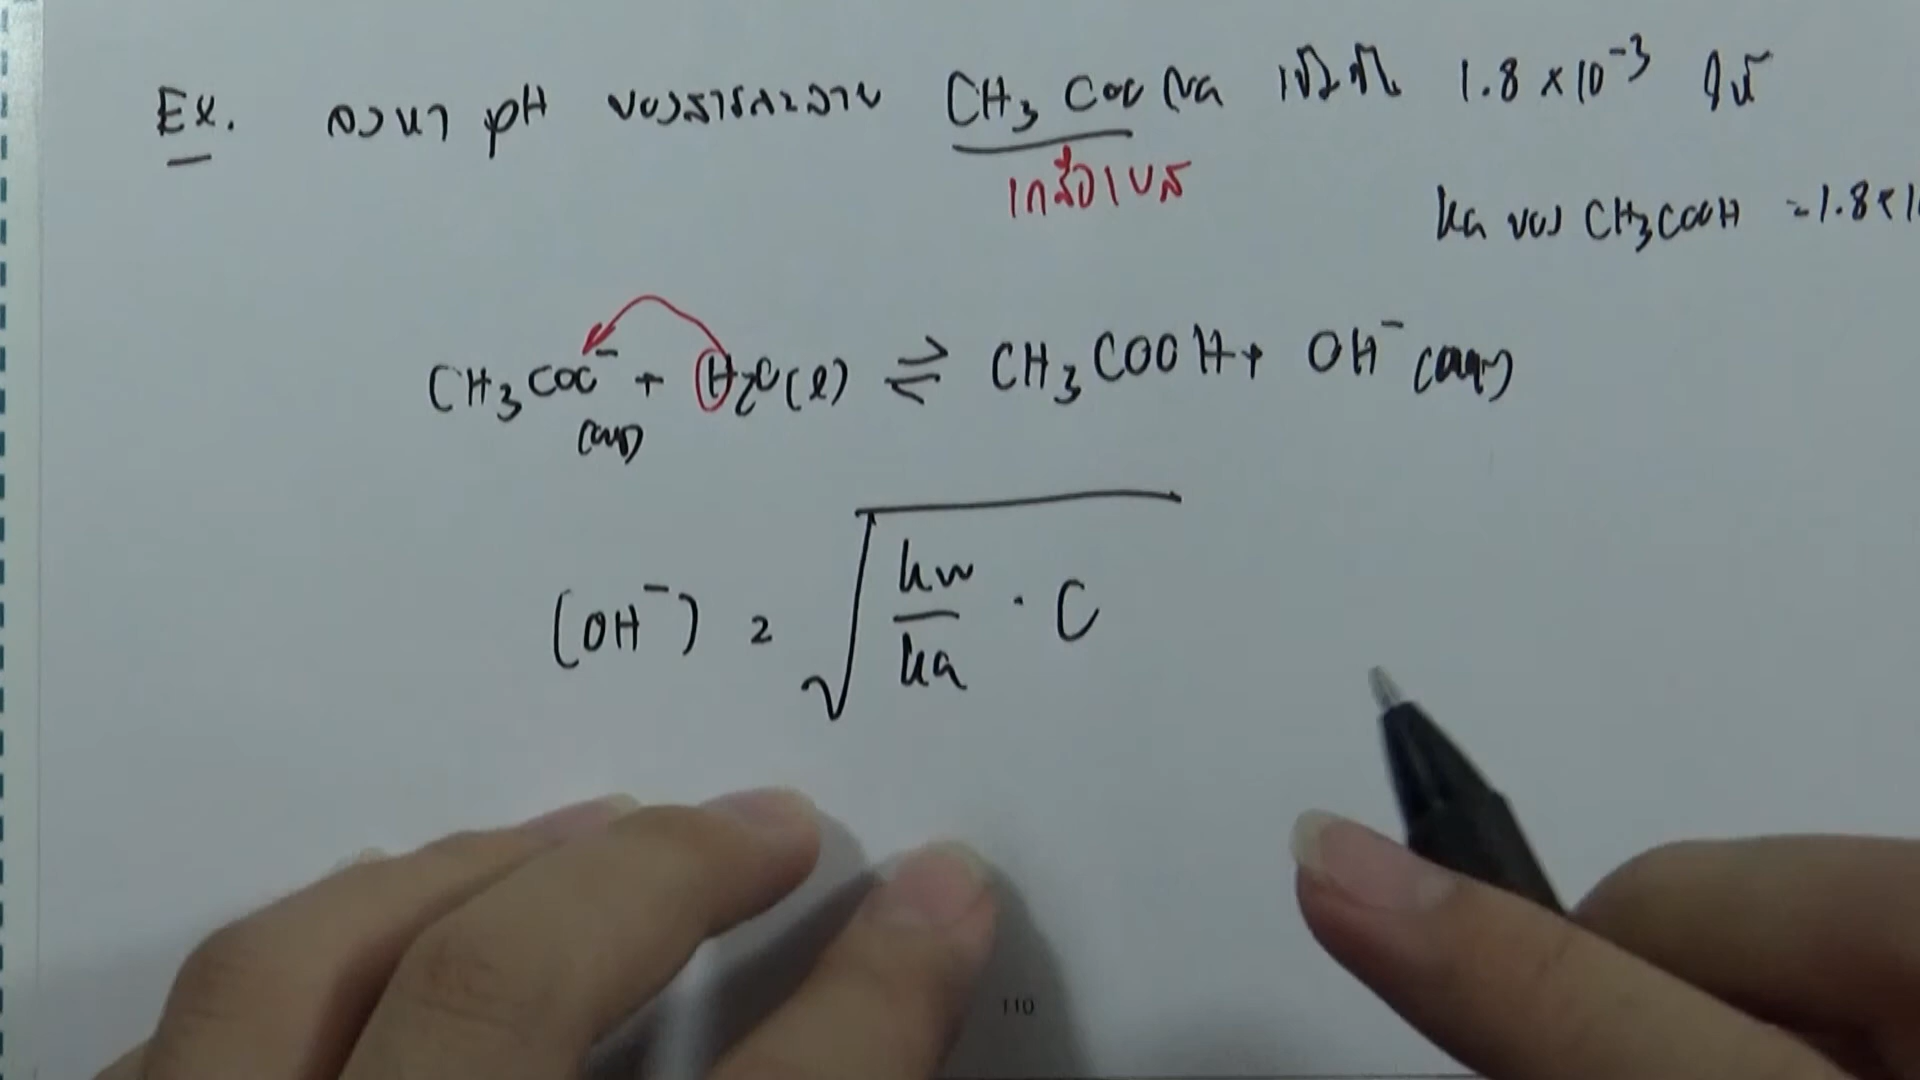 Ex. จงหา pH ของสารละลาย CH₃COONa เข้มข้น 1.8 × 10⁻³
เกลือเบส
Ka ของ CH₃COOH = 1.8 × 1
CH₃COO⁻ + H₂O(l) ⇌ CH₃COOH + OH⁻ (aq)
(aq)
(OH⁻) = √(Kw/Ka · C)
110